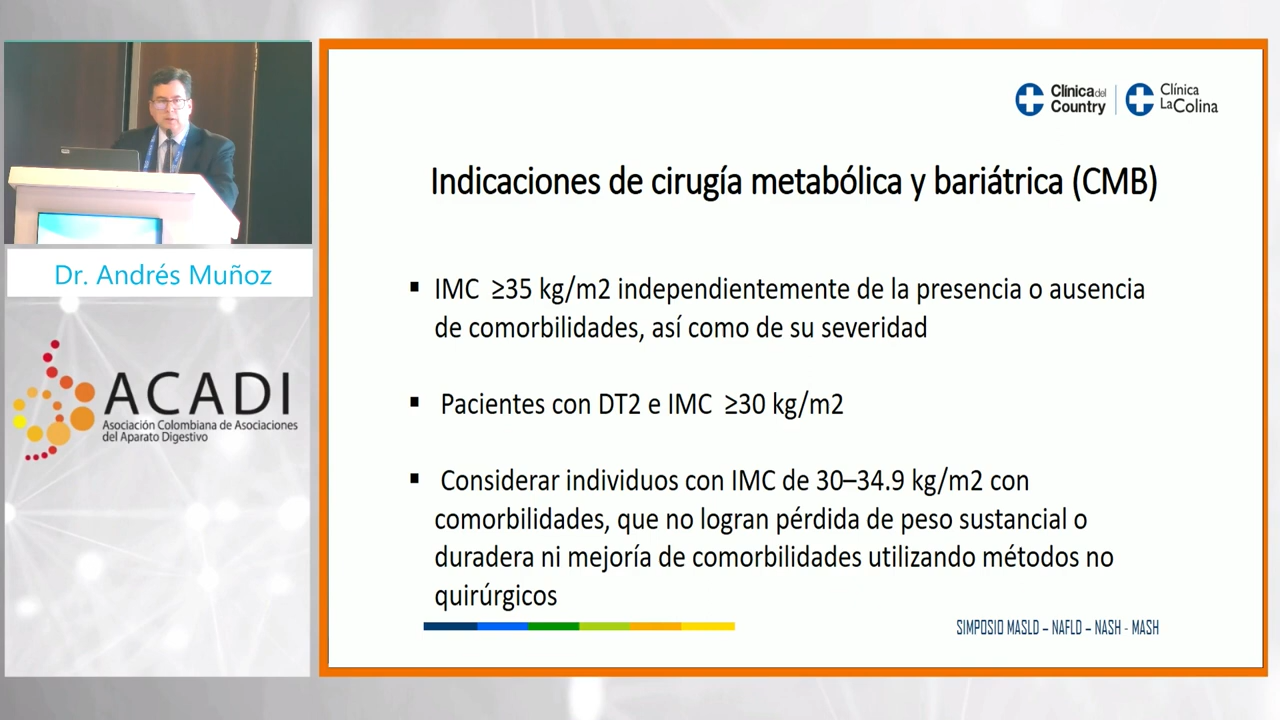 Clínica del Country
Clínica LaColina
Indicaciones de cirugía metabólica y bariátrica (CMB)
Dr. Andrés Muñoz
▪ IMC ≥35 kg/m2 independientemente de la presencia o ausencia
de comorbilidades, así como de su severidad
ACADI
Asociación Colombiana de Asociaciones
del Aparato Digestivo
▪ Pacientes con DT2 e IMC ≥30 kg/m2
▪ Considerar individuos con IMC de 30–34.9 kg/m2 con
comorbilidades, que no logran pérdida de peso sustancial o
duradera ni mejoría de comorbilidades utilizando métodos no
quirúrgicos
SIMPOSIO MASLD – NAFLD – NASH - MASH